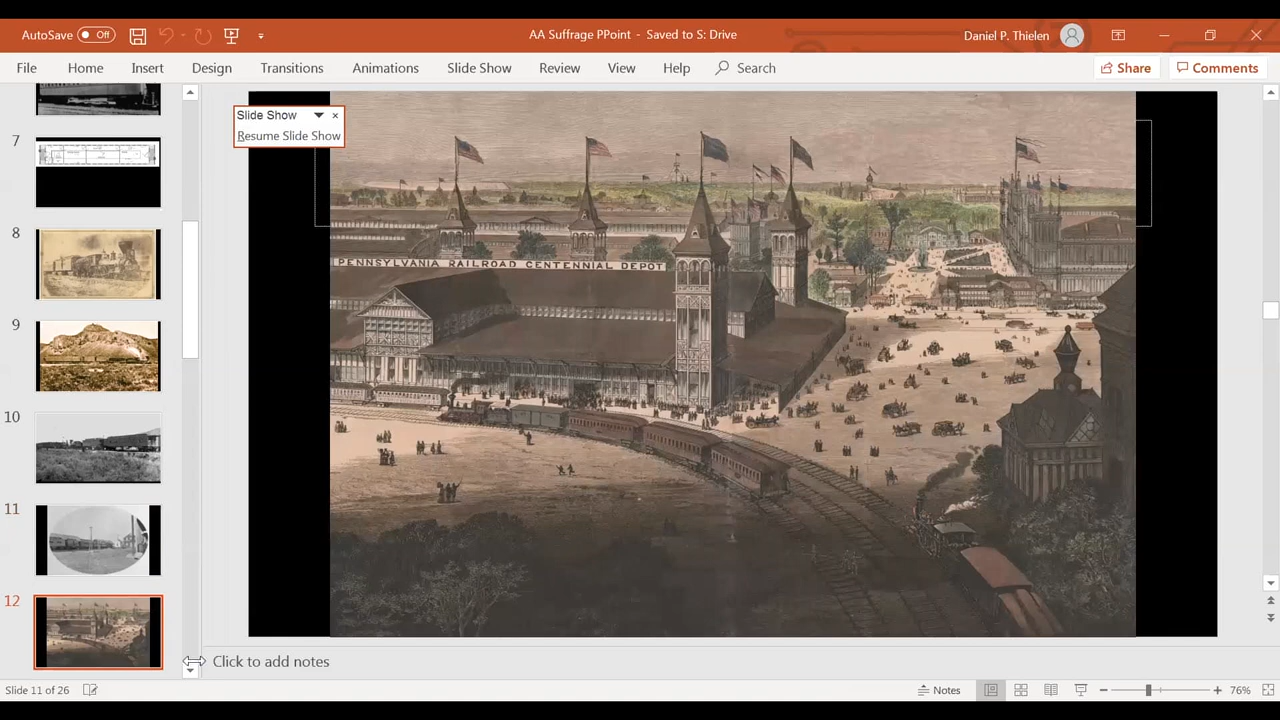 AutoSave Off AA Suffrage PPoint - Saved to S: Drive Daniel P. Thielen
File Home Insert Design Transitions Animations Slide Show Review View Help Search Share Comments
Slide Show
Resume Slide Show
7
8
9
10
11
12
PENNSYLVANIA RAILROAD CENTENNIAL DEPOT
Click to add notes
Slide 11 of 26 Notes 76%